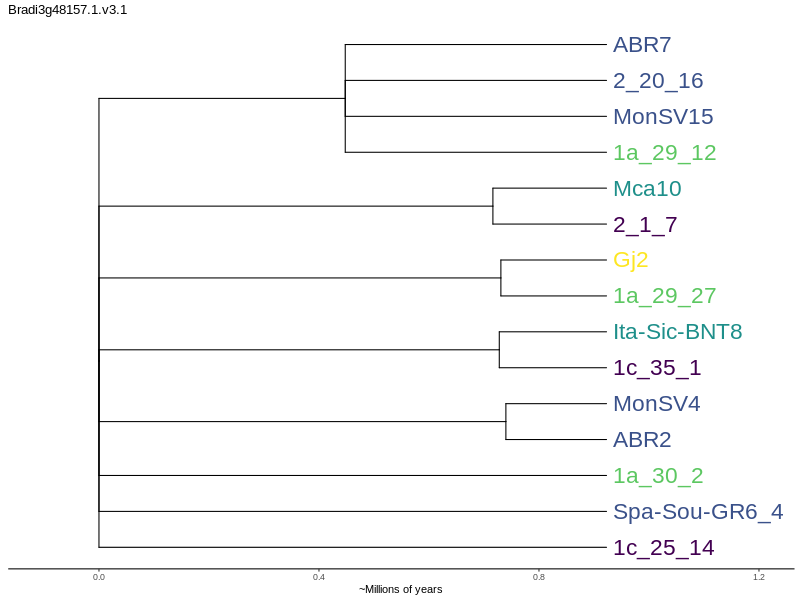 Bradi3g48157.1.v3.1
ABR7
2_20_16
MonSV15
1a_29_12
Mca10
2_1_7
Gj2
1a_29_27
Ita-Sic-BNT8
1c_35_1
MonSV4
ABR2
1a_30_2
Spa-Sou-GR6_4
1c_25_14
0.0 0.4 0.8 1.2
~Millions of years